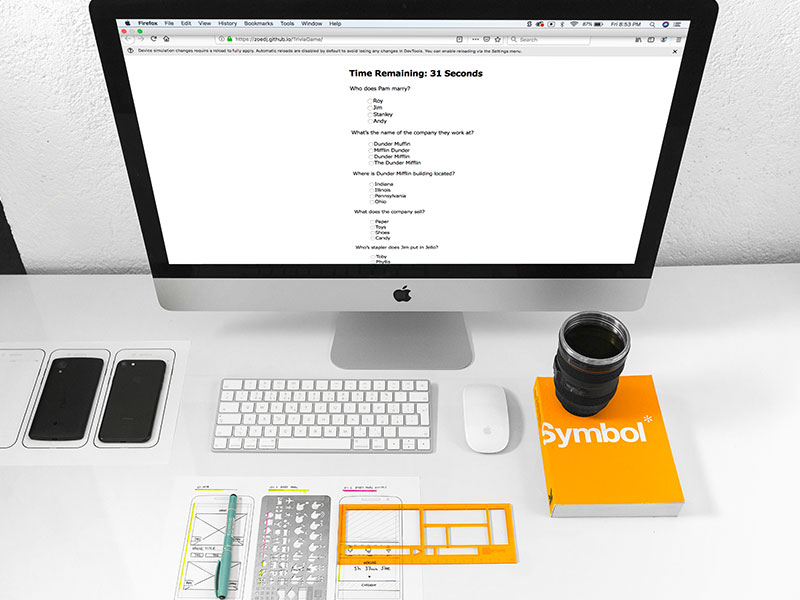 Firefox File Edit View History Bookmarks Tools Window Help 87% Fri 8:53 PM
https://zoedj.github.io/TriviaGame/ Search
Device simulation changes require a reload to fully apply. Automatic reloads are disabled by default to avoid losing any changes in DevTools. You can enable reloading via the Settings menu.
Time Remaining: 31 Seconds
Who does Pam marry?
Roy
Jim
Stanley
Andy
What's the name of the company they work at?
Dunder Muffin
Mifflin Dunder
Dunder Mifflin
The Dunder Mifflin
Where is Dunder Mifflin building located?
Indiana
Illinois
Pennsylvania
Ohio
What does the company sell?
Paper
Toys
Shoes
Candy
Who's stapler does Jim put in Jello?
Toby
Phyllis
Symbol*